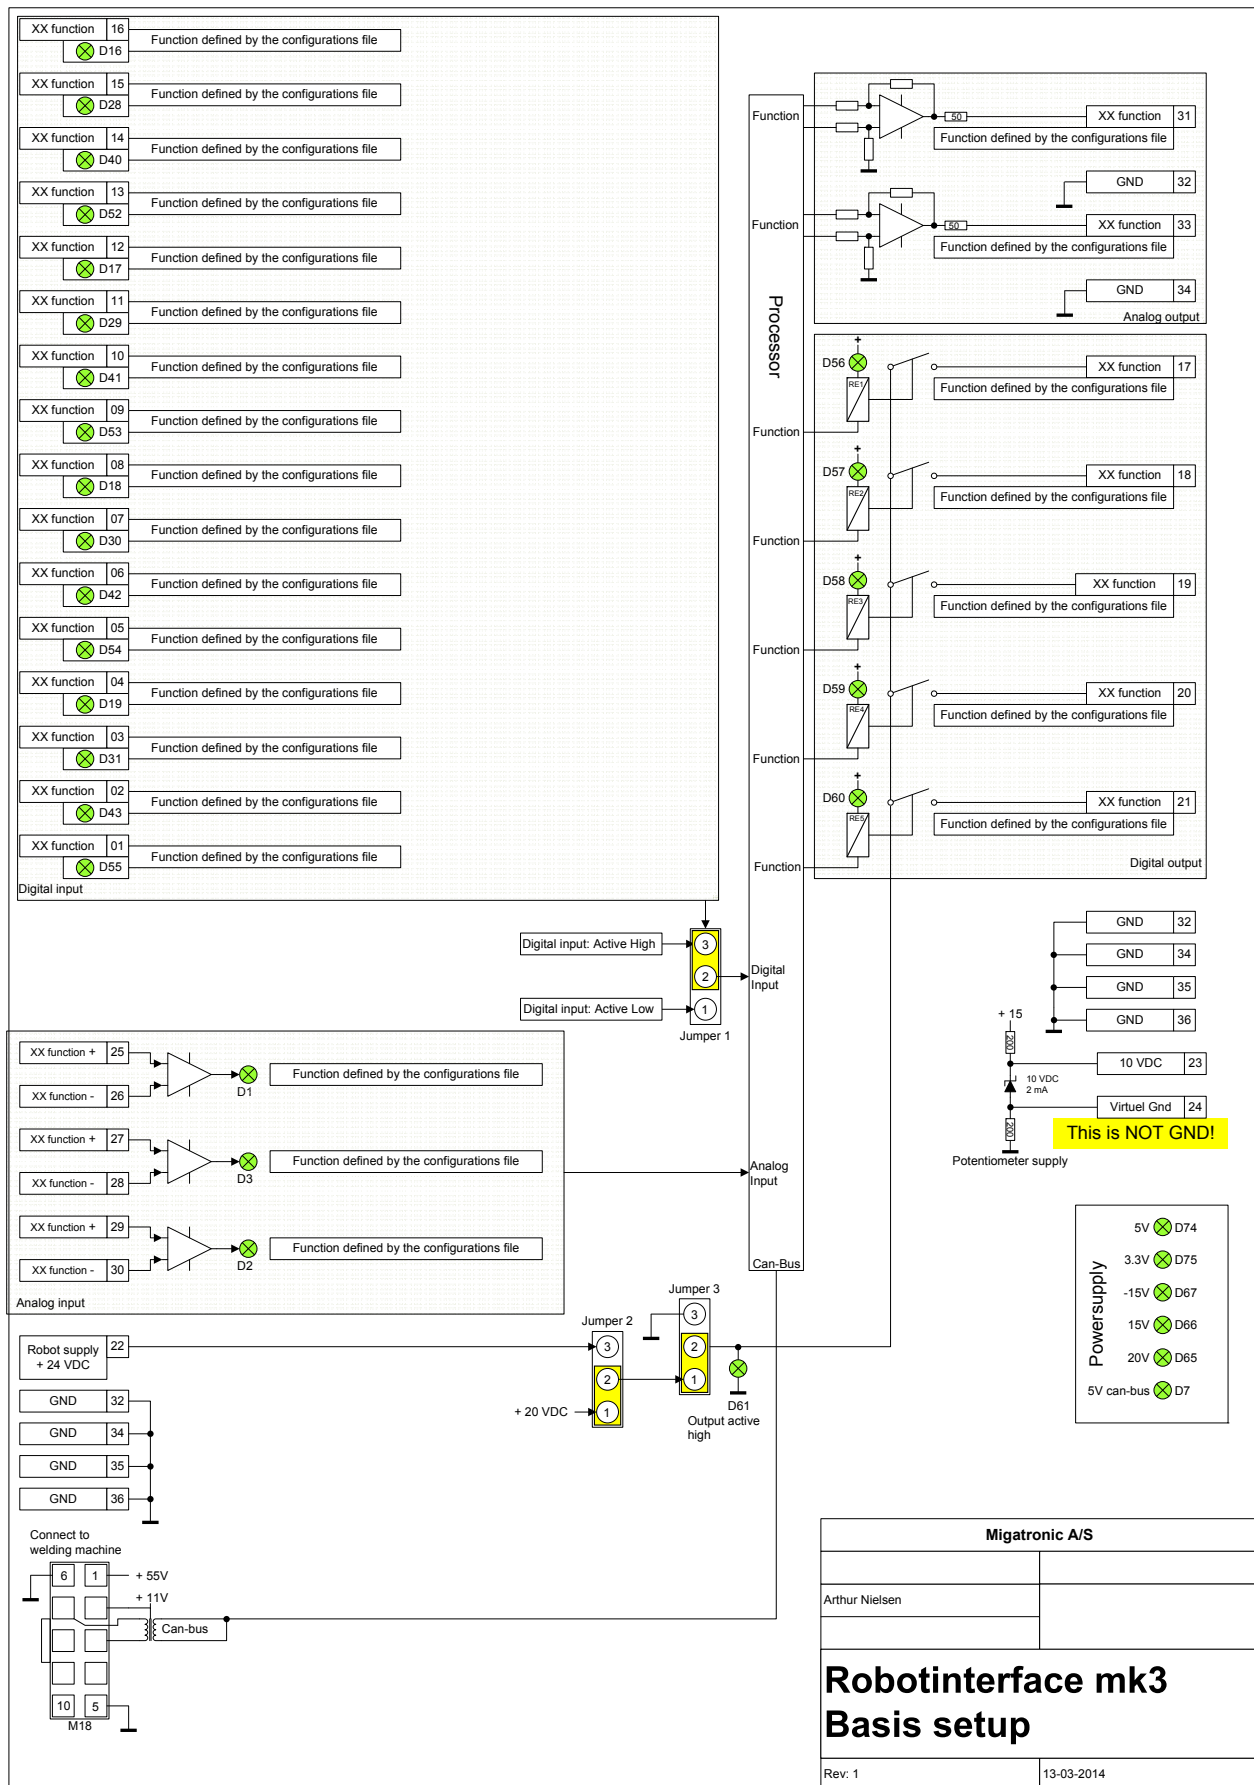 XX function 16
D16
Function defined by the configurations file
XX function 15
D28
Function defined by the configurations file
XX function 14
D40
Function defined by the configurations file
XX function 13
D52
Function defined by the configurations file
XX function 12
D17
Function defined by the configurations file
XX function 11
D29
Function defined by the configurations file
XX function 10
D41
Function defined by the configurations file
XX function 09
D53
Function defined by the configurations file
XX function 08
D18
Function defined by the configurations file
XX function 07
D30
Function defined by the configurations file
XX function 06
D42
Function defined by the configurations file
XX function 05
D54
Function defined by the configurations file
XX function 04
D19
Function defined by the configurations file
XX function 03
D31
Function defined by the configurations file
XX function 02
D43
Function defined by the configurations file
XX function 01
D55
Function defined by the configurations file
Digital input
Processor
Function
Function
Function
Function
Function
Function
Function
Digital
Input
Analog
Input
Can-Bus
50
XX function 31
Function defined by the configurations file
GND 32
50
XX function 33
Function defined by the configurations file
GND 34
Analog output
+
D56
RE1
XX function 17
Function defined by the configurations file
+
D57
RE2
XX function 18
Function defined by the configurations file
+
D58
RE3
XX function 19
Function defined by the configurations file
+
D59
RE4
XX function 20
Function defined by the configurations file
+
D60
RE5
XX function 21
Function defined by the configurations file
Digital output
Digital input: Active High
3
2
Digital input: Active Low
1
Jumper 1
GND 32
GND 34
GND 35
GND 36
+ 15
200
10 VDC 23
10 VDC
2 mA
Virtuel Gnd 24
200
This is NOT GND!
Potentiometer supply
XX function + 25
XX function - 26
D1
Function defined by the configurations file
XX function + 27
XX function - 28
D3
Function defined by the configurations file
XX function + 29
XX function - 30
D2
Function defined by the configurations file
Analog input
Powersupply
5V D74
3.3V D75
-15V D67
15V D66
20V D65
5V can-bus D7
Robot supply
+ 24 VDC
22
Jumper 2
3
2
1
+ 20 VDC
Jumper 3
3
2
1
D61
Output active
high
GND 32
GND 34
GND 35
GND 36
Connect to
welding machine
6 1 + 55V
+ 11V
Can-bus
10 5
M18
Migatronic A/S
Arthur Nielsen
Robotinterface mk3
Basis setup
Rev: 1 13-03-2014